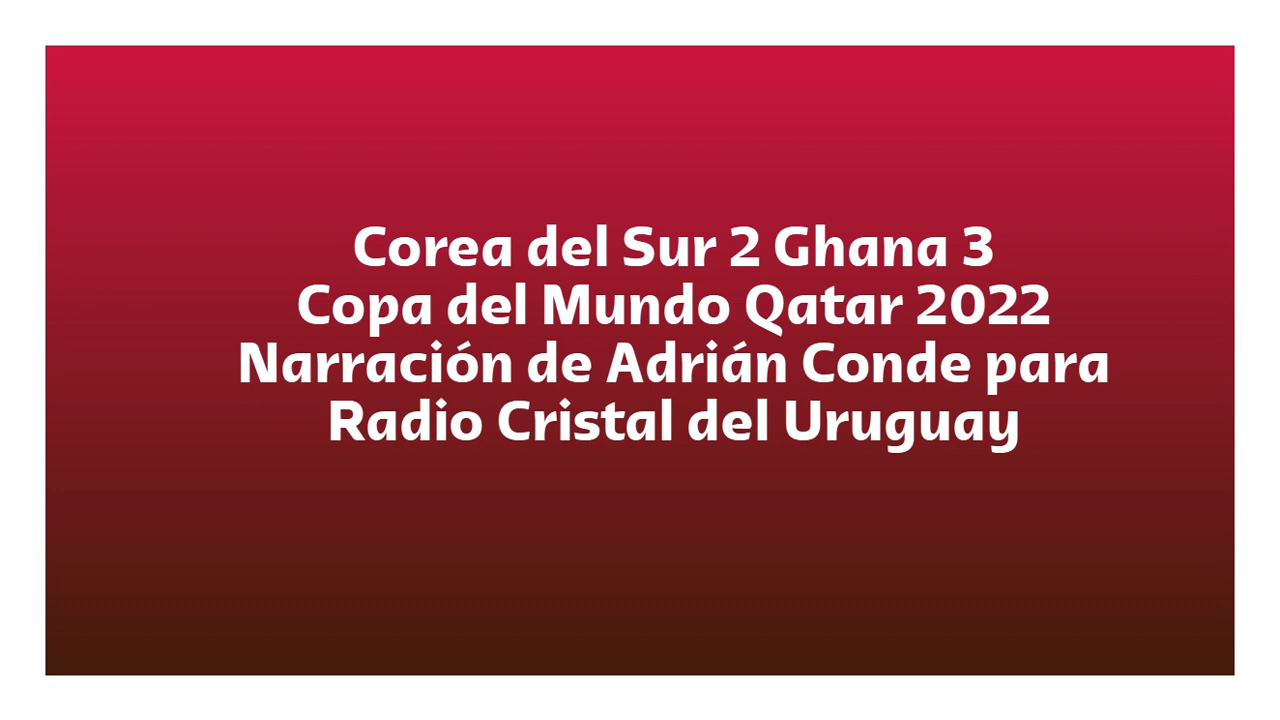 Corea del Sur 2 Ghana 3
Copa del Mundo Qatar 2022
Narración de Adrián Conde para
Radio Cristal del Uruguay